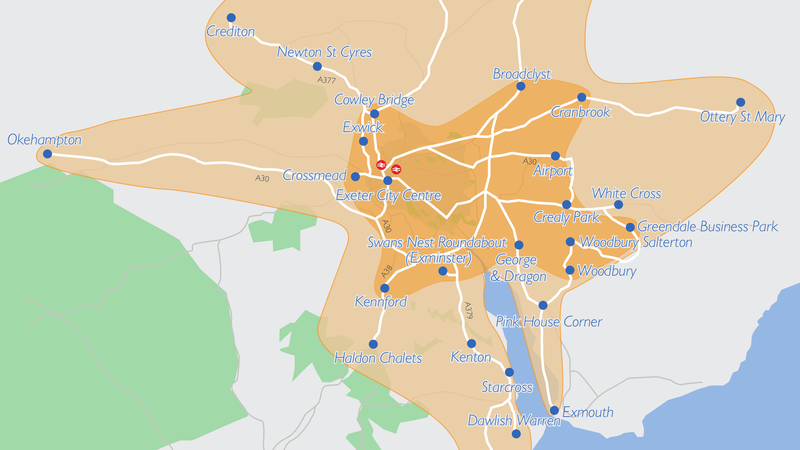 Crediton
Newton St Cyres
A377
Broadclyst
Cowley Bridge
Cranbrook
Ottery St Mary
Exwick
Okehampton
A30
Crossmead
A30
Airport
Exeter City Centre
White Cross
Crealy Park
A30
Greendale Business Park
Swans Nest Roundabout
(Exminster)
Woodbury Salterton
George
& Dragon
A38
Woodbury
Kennford
A379
Pink House Corner
Haldon Chalets
Kenton
Starcross
Exmouth
Dawlish Warren